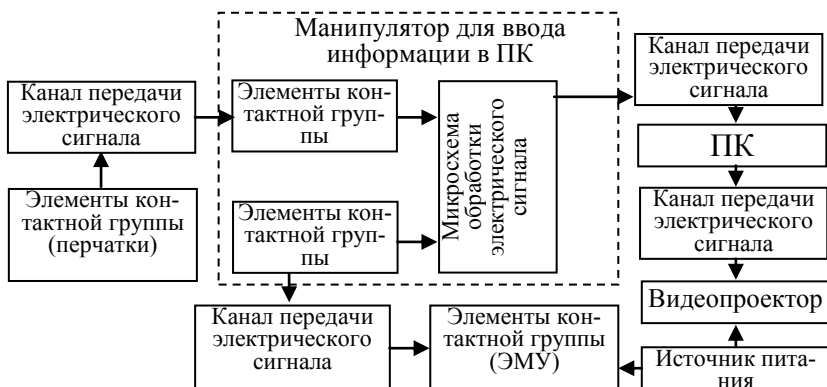 Манипулятор для ввода
информации в ПК
Канал передачи
электрического
сигнала
Элементы кон-
тактной группы
(перчатки)
Элементы кон-
тактной груп-
пы
Элементы кон-
тактной груп-
пы
Микросхема
обработки
электрического
сигнала
Канал передачи
электрического
сигнала
ПК
Канал передачи
электрического
сигнала
Видеопроектор
Канал передачи
электрического
сигнала
Элементы кон-
тактной группы
(ЭМУ)
Источник пита-
ния